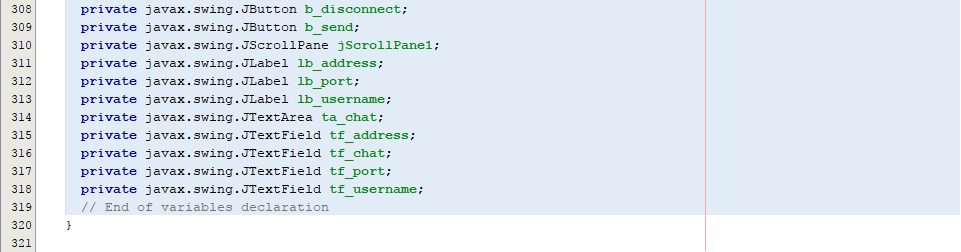 308 private javax.swing.JButton b_disconnect;
309 private javax.swing.JButton b_send;
310 private javax.swing.JScrollPane jScrollPane1;
311 private javax.swing.JLabel lb_address;
312 private javax.swing.JLabel lb_port;
313 private javax.swing.JLabel lb_username;
314 private javax.swing.JTextArea ta_chat;
315 private javax.swing.JTextField tf_address;
316 private javax.swing.JTextField tf_chat;
317 private javax.swing.JTextField tf_port;
318 private javax.swing.JTextField tf_username;
319 // End of variables declaration
320 }
321